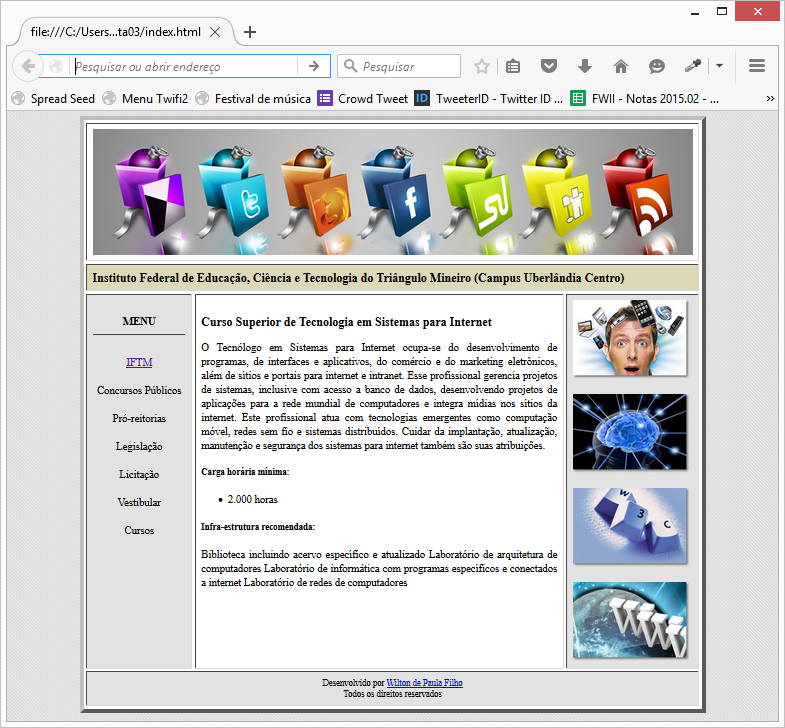 file:///C:/Users...ta03/index.html
Pesquisar ou abrir endereço
Pesquisar
Spread Seed
Menu Twifi2
Festival de música
Crowd Tweet
ID
TweeterID - Twitter ID ...
FWII - Notas 2015.02 - ...
Instituto Federal de Educação, Ciência e Tecnologia do Triângulo Mineiro (Campus Uberlândia Centro)
MENU
IFTM
Concursos Públicos
Pró-reitorias
Legislação
Licitação
Vestibular
Cursos
Curso Superior de Tecnologia em Sistemas para Internet
O Tecnólogo em Sistemas para Internet ocupa-se do desenvolvimento de
programas, de interfaces e aplicativos, do comércio e do marketing eletrônicos,
além de sítios e portais para internet e intranet. Esse profissional gerencia projetos
de sistemas, inclusive com acesso a banco de dados, desenvolvendo projetos de
aplicações para a rede mundial de computadores e integra mídias nos sítios da
internet. Este profissional atua com tecnologias emergentes como computação
móvel, redes sem fio e sistemas distribuídos. Cuidar da implantação, atualização,
manutenção e segurança dos sistemas para internet também são suas atribuições.
Carga horária mínima:
• 2.000 horas
Infra-estrutura recomendada:
Biblioteca incluindo acervo específico e atualizado Laboratório de arquitetura de
computadores Laboratório de informática com programas específicos e conectados
a internet Laboratório de redes de computadores
W
3
C
WWW
Desenvolvido por Wilton de Paula Filho
Todos os direitos reservados